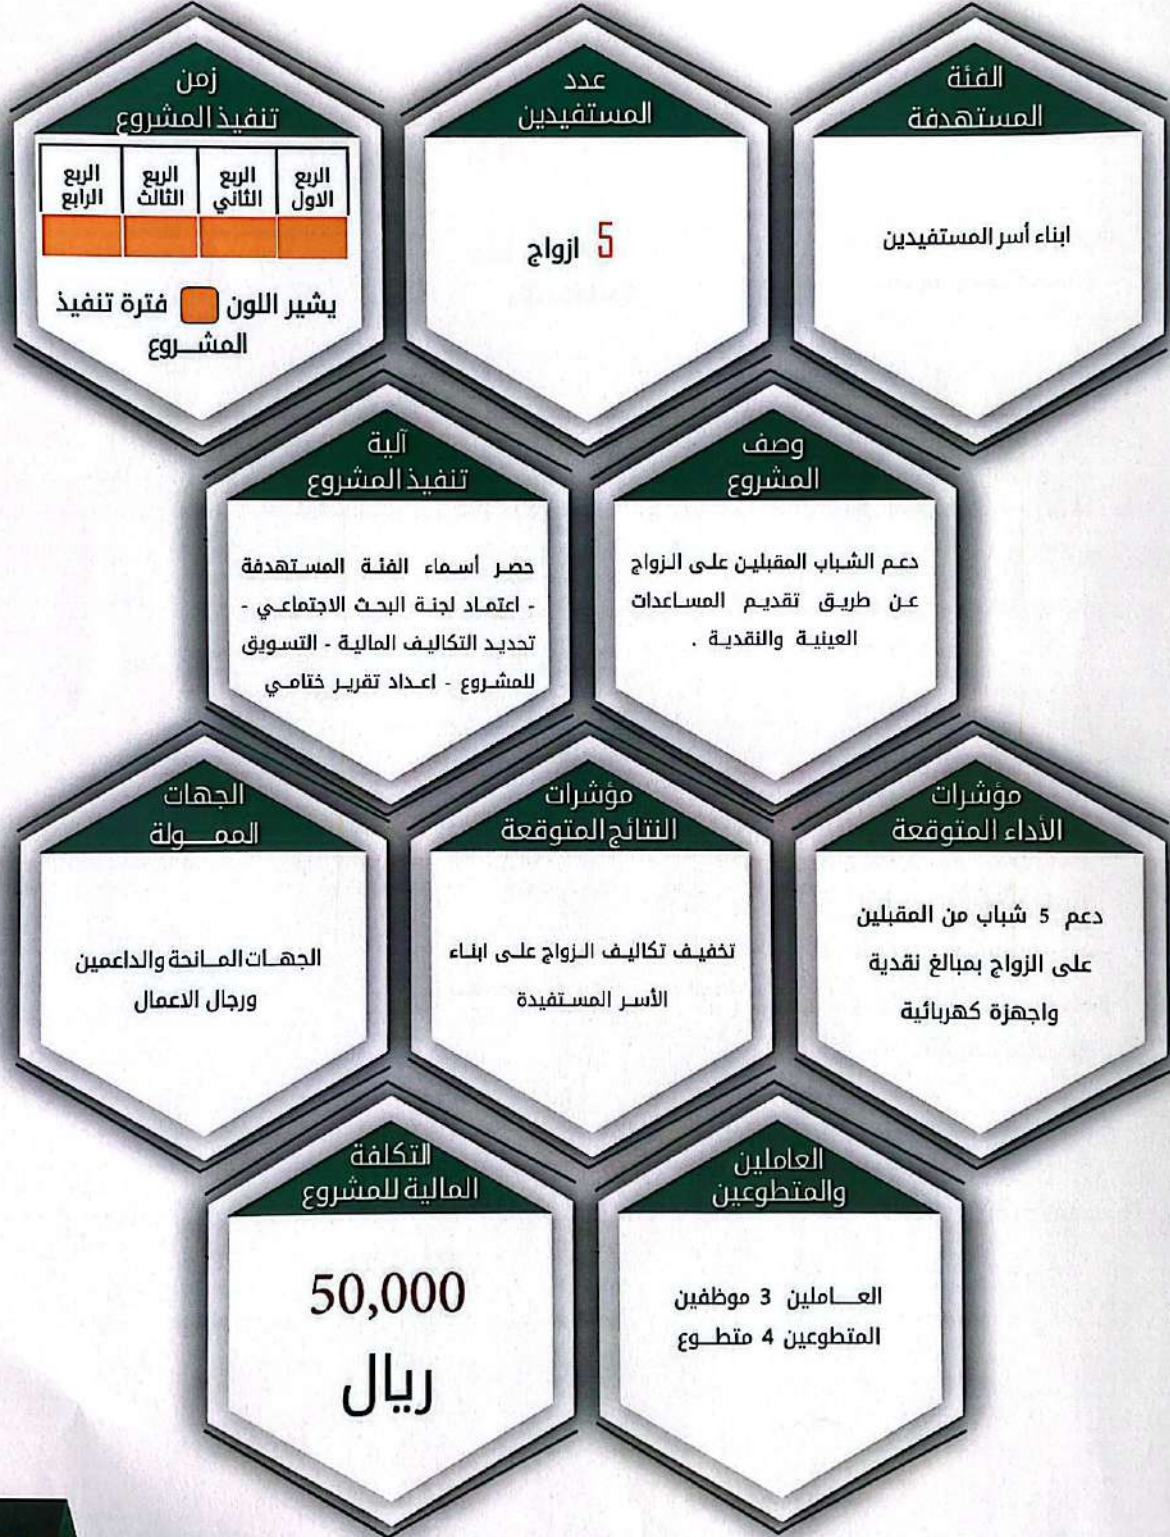 الفئة
المستهدفة
ابناء أسر المستفيدين
عدد
المستفيدين
5 ازواج
زمن
تنفيذ المشروع
الربع الاول
الربع الثاني
الربع الثالث
الربع الرابع
يشير اللون فترة تنفيذ
المشـــروع
وصف
المشروع
دعـم الشـباب المقبليـن علـى الـزواج
عـن طريـق تقديـم المسـاعدات
العينيـة والنقديـة .
آلية
تنفيذ المشروع
حصـر أسـماء الفئـة المسـتهدفة
- اعتمـاد لجنـة البحـث الاجتماعـي -
تحديـد التكاليـف الماليـة - التسـويق
للمشـروع - اعـداد تقريـر ختامـي
مؤشرات
الأداء المتوقعة
دعم 5 شباب من المقبلين
على الزواج بمبالغ نقدية
واجهزة كهربائية
مؤشرات
النتائج المتوقعة
تخفيـف تكاليـف الـزواج علـى ابنـاء
الأسـر المسـتفيدة
الجهات
الممـــولة
الجهــات المــانحة والداعمين
ورجال الاعمال
العاملين
والمتطوعين
العـــاملين 3 موظفين
المتطوعين 4 متطــوع
التكلفة
المالية للمشروع
50,000
ريال